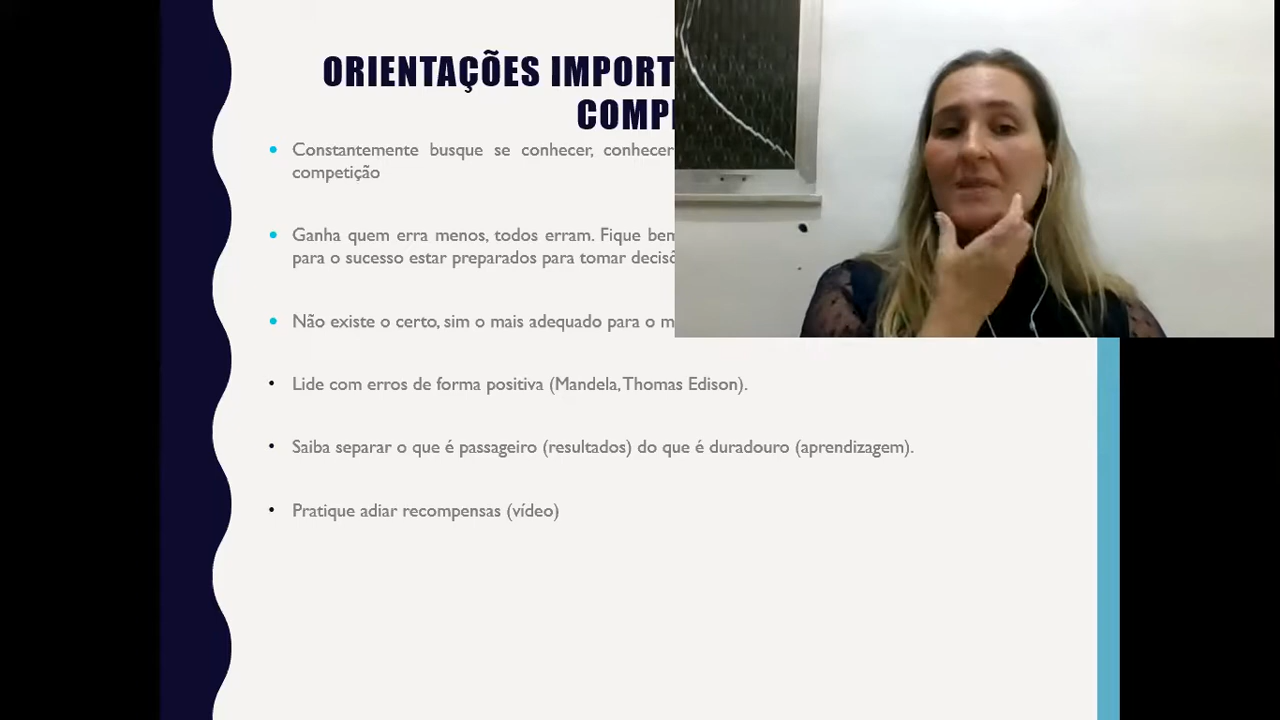 ORIENTAÇÕES IMPORT
COMP
Constantemente busque se conhecer, conhecer
competição
Ganha quem erra menos, todos erram. Fique bem
para o sucesso estar preparados para tomar
Não existe o certo, sim o mais adequado para o m
Lide com erros de forma positiva (Mandela, Thomas Edison).
Saiba separar o que é passageiro (resultados) do que é duradouro (aprendizagem).
Pratique adiar recompensas (vídeo)